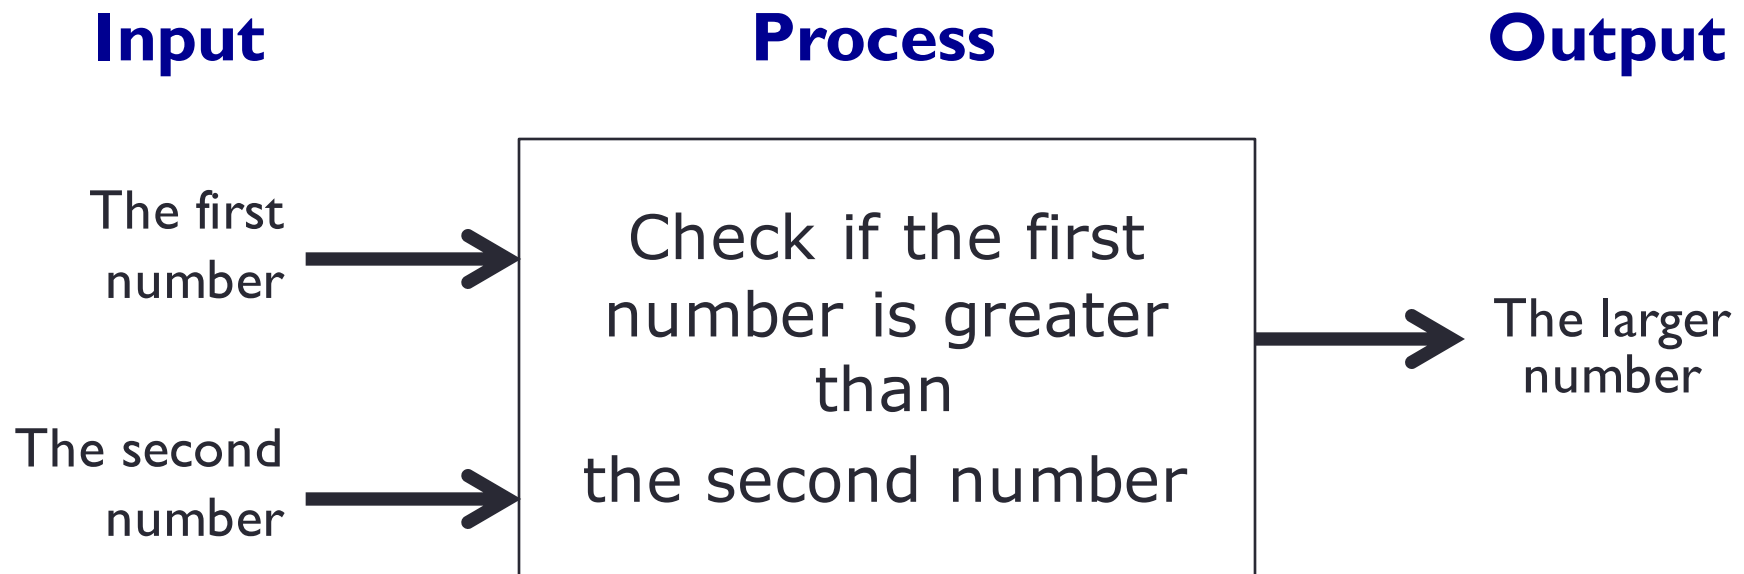 Input
Process
Output
The first
number
The second
number
Check if the first
number is greater
than
the second number
The larger
number